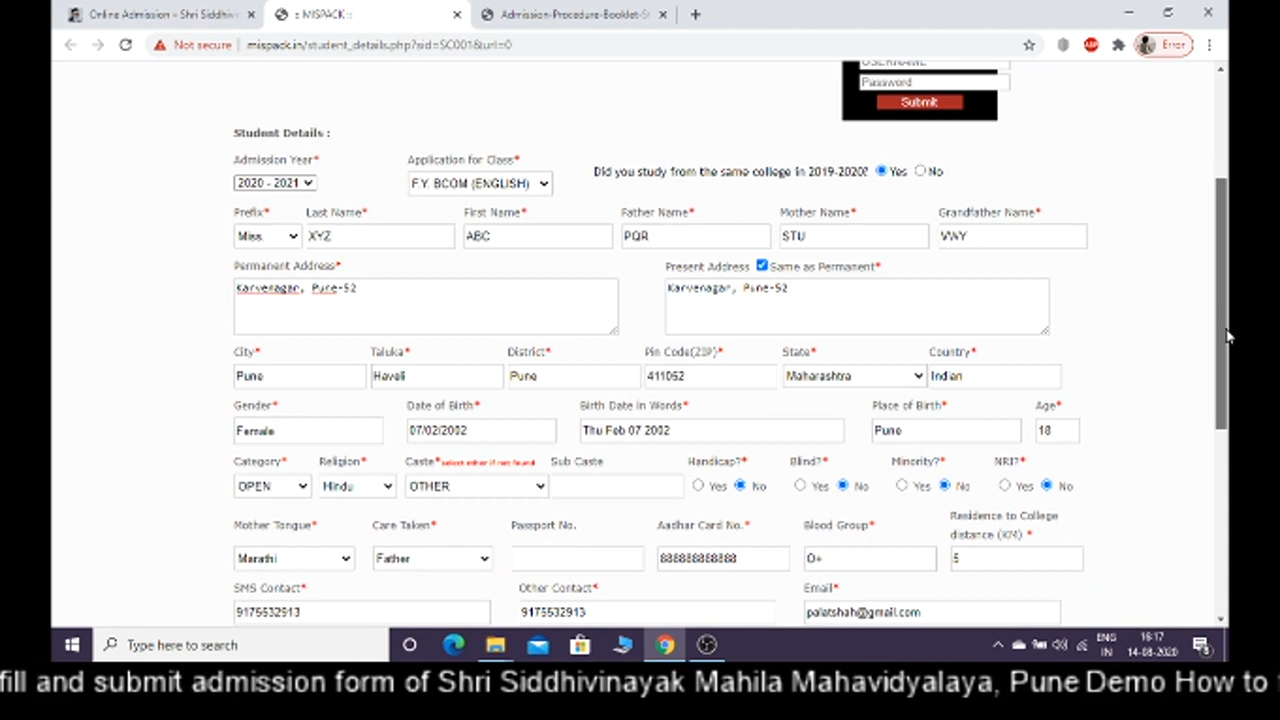 Online Admission – Shri Siddhiv
:: MISPACK ::
Admission-Procedure-Booklet-S
Not secure
mispack.in/student_details.php?sid=SC001&url=0
Error
USERNAME
Password
Submit
Student Details :
Admission Year*
Application for Class*
2020 - 2021
F.Y. BCOM (ENGLISH)
Did you study from the same college in 2019-2020? Yes No
Prefix* Last Name* First Name* Father Name* Mother Name* Grandfather Name*
Miss. XYZ ABC PQR STU VWY
Permanent Address* Present Address Same as Permanent*
Karvenagar, Pune-52 Karvenagar, Pune-52
City* Taluka* District* Pin Code(ZIP)* State* Country*
Pune Haveli Pune 411052 Maharashtra Indian
Gender* Date of Birth* Birth Date in Words* Place of Birth* Age*
Female 07/02/2002 Thu Feb 07 2002 Pune 18
Category* Religion* Caste*select other if not found Sub Caste Handicap?* Blind?* Minority?* NRI?*
OPEN Hindu OTHER Yes No Yes No Yes No Yes No
Mother Tongue* Care Taken* Passport No. Aadhar Card No.* Blood Group* Residence to College
distance (KM) *
Marathi Father 888888888888 O+ 5
SMS Contact* Other Contact* Email*
9175532913 9175532913 palatshah@gmail.com
Type here to search
ENG
IN
16:17
14-08-2020
fill and submit admission form of Shri Siddhivinayak Mahila Mahavidyalaya, Pune Demo How to